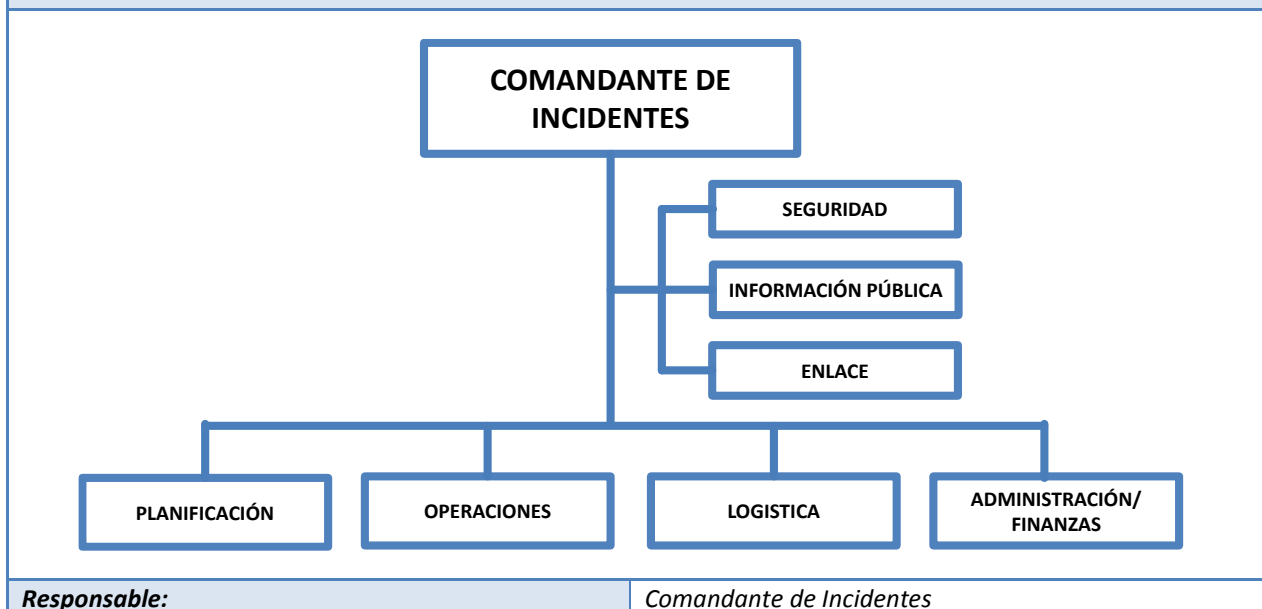 COMANDANTE DE
INCIDENTES
SEGURIDAD
INFORMACIÓN PÚBLICA
ENLACE
PLANIFICACIÓN
OPERACIONES
LOGISTICA
ADMINISTRACIÓN/
FINANZAS
Responsable:
Comandante de Incidentes